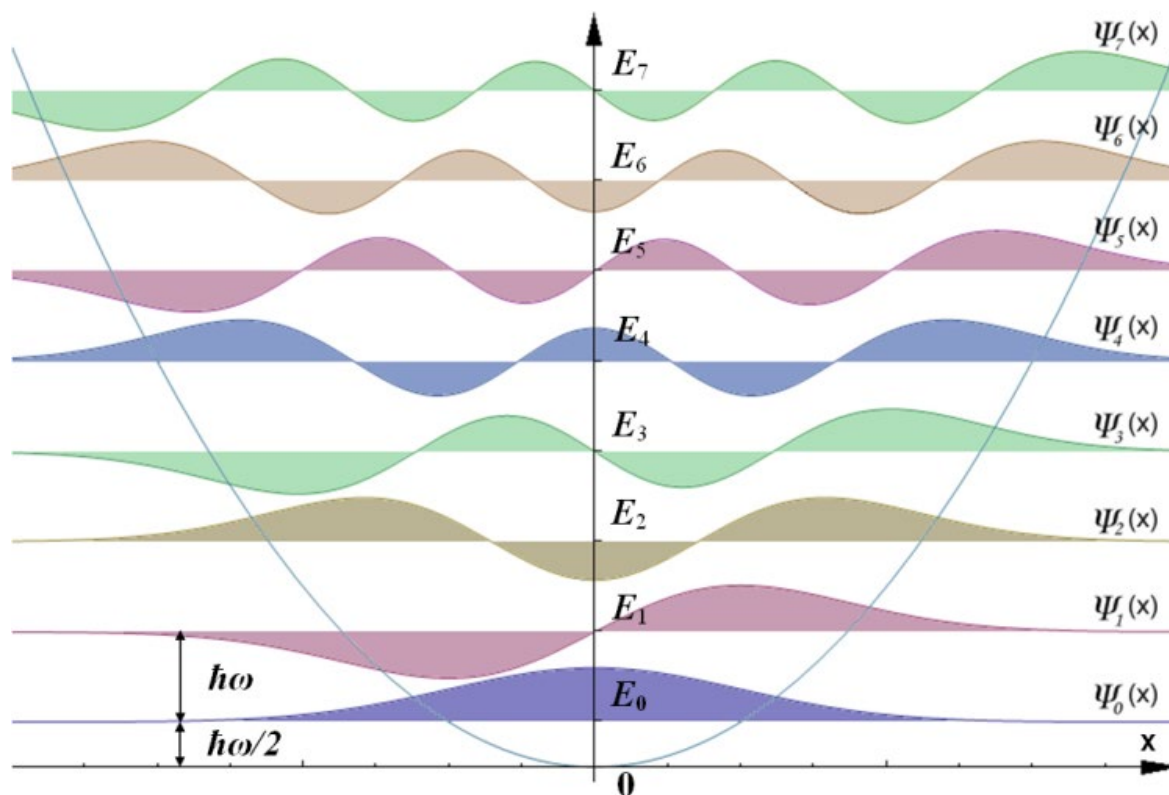 E₇ Ψ₇(x)
E₆ Ψ₆(x)
E₅ Ψ₅(x)
E₄ Ψ₄(x)
E₃ Ψ₃(x)
E₂ Ψ₂(x)
E₁ Ψ₁(x)
ħω
E₀ Ψ₀(x)
ħω/2
x
0